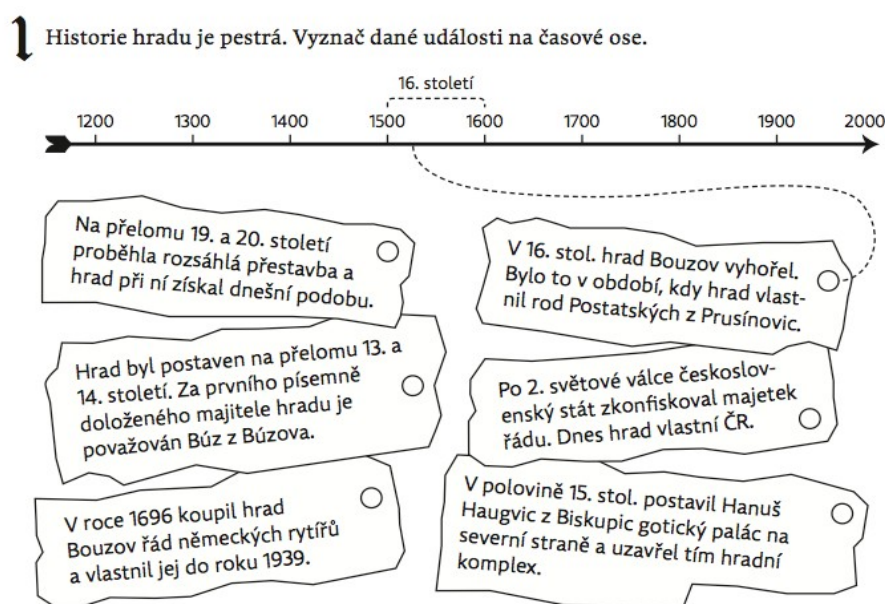 1 Historie hradu je pestrá. Vyznač dané události na časové ose.
16. století
1200 1300 1400 1500 1600 1700 1800 1900 2000
Na přelomu 19. a 20. století
proběhla rozsáhlá přestavba a
hrad při ní získal dnešní podobu.
V 16. stol. hrad Bouzov vyhořel.
Bylo to v období, kdy hrad vlast-
nil rod Postatských z Prusínovic.
Hrad byl postaven na přelomu 13. a
14. století. Za prvního písemně
doloženého majitele hradu je
považován Búz z Búzova.
Po 2. světové válce českoslov-
enský stát zkonfiskoval majetek
řádu. Dnes hrad vlastní ČR.
V roce 1696 koupil hrad
Bouzov řád německých rytířů
a vlastnil jej do roku 1939.
V polovině 15. stol. postavil Hanuš
Haugvic z Biskupic gotický palác na
severní straně a uzavřel tím hradní
komplex.